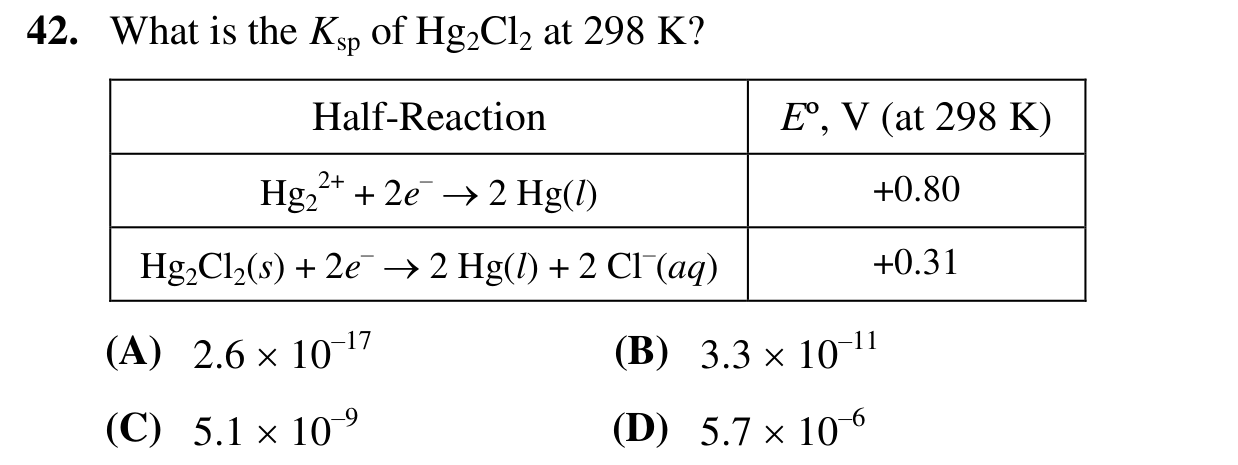 42. What is the Ksp of Hg₂Cl₂ at 298 K?
Half-Reaction E°, V (at 298 K)
Hg₂²⁺ + 2e⁻ → 2 Hg(l) +0.80
Hg₂Cl₂(s) + 2e⁻ → 2 Hg(l) + 2 Cl⁻(aq) +0.31
(A) 2.6 × 10⁻¹⁷ (B) 3.3 × 10⁻¹¹
(C) 5.1 × 10⁻⁹ (D) 5.7 × 10⁻⁶